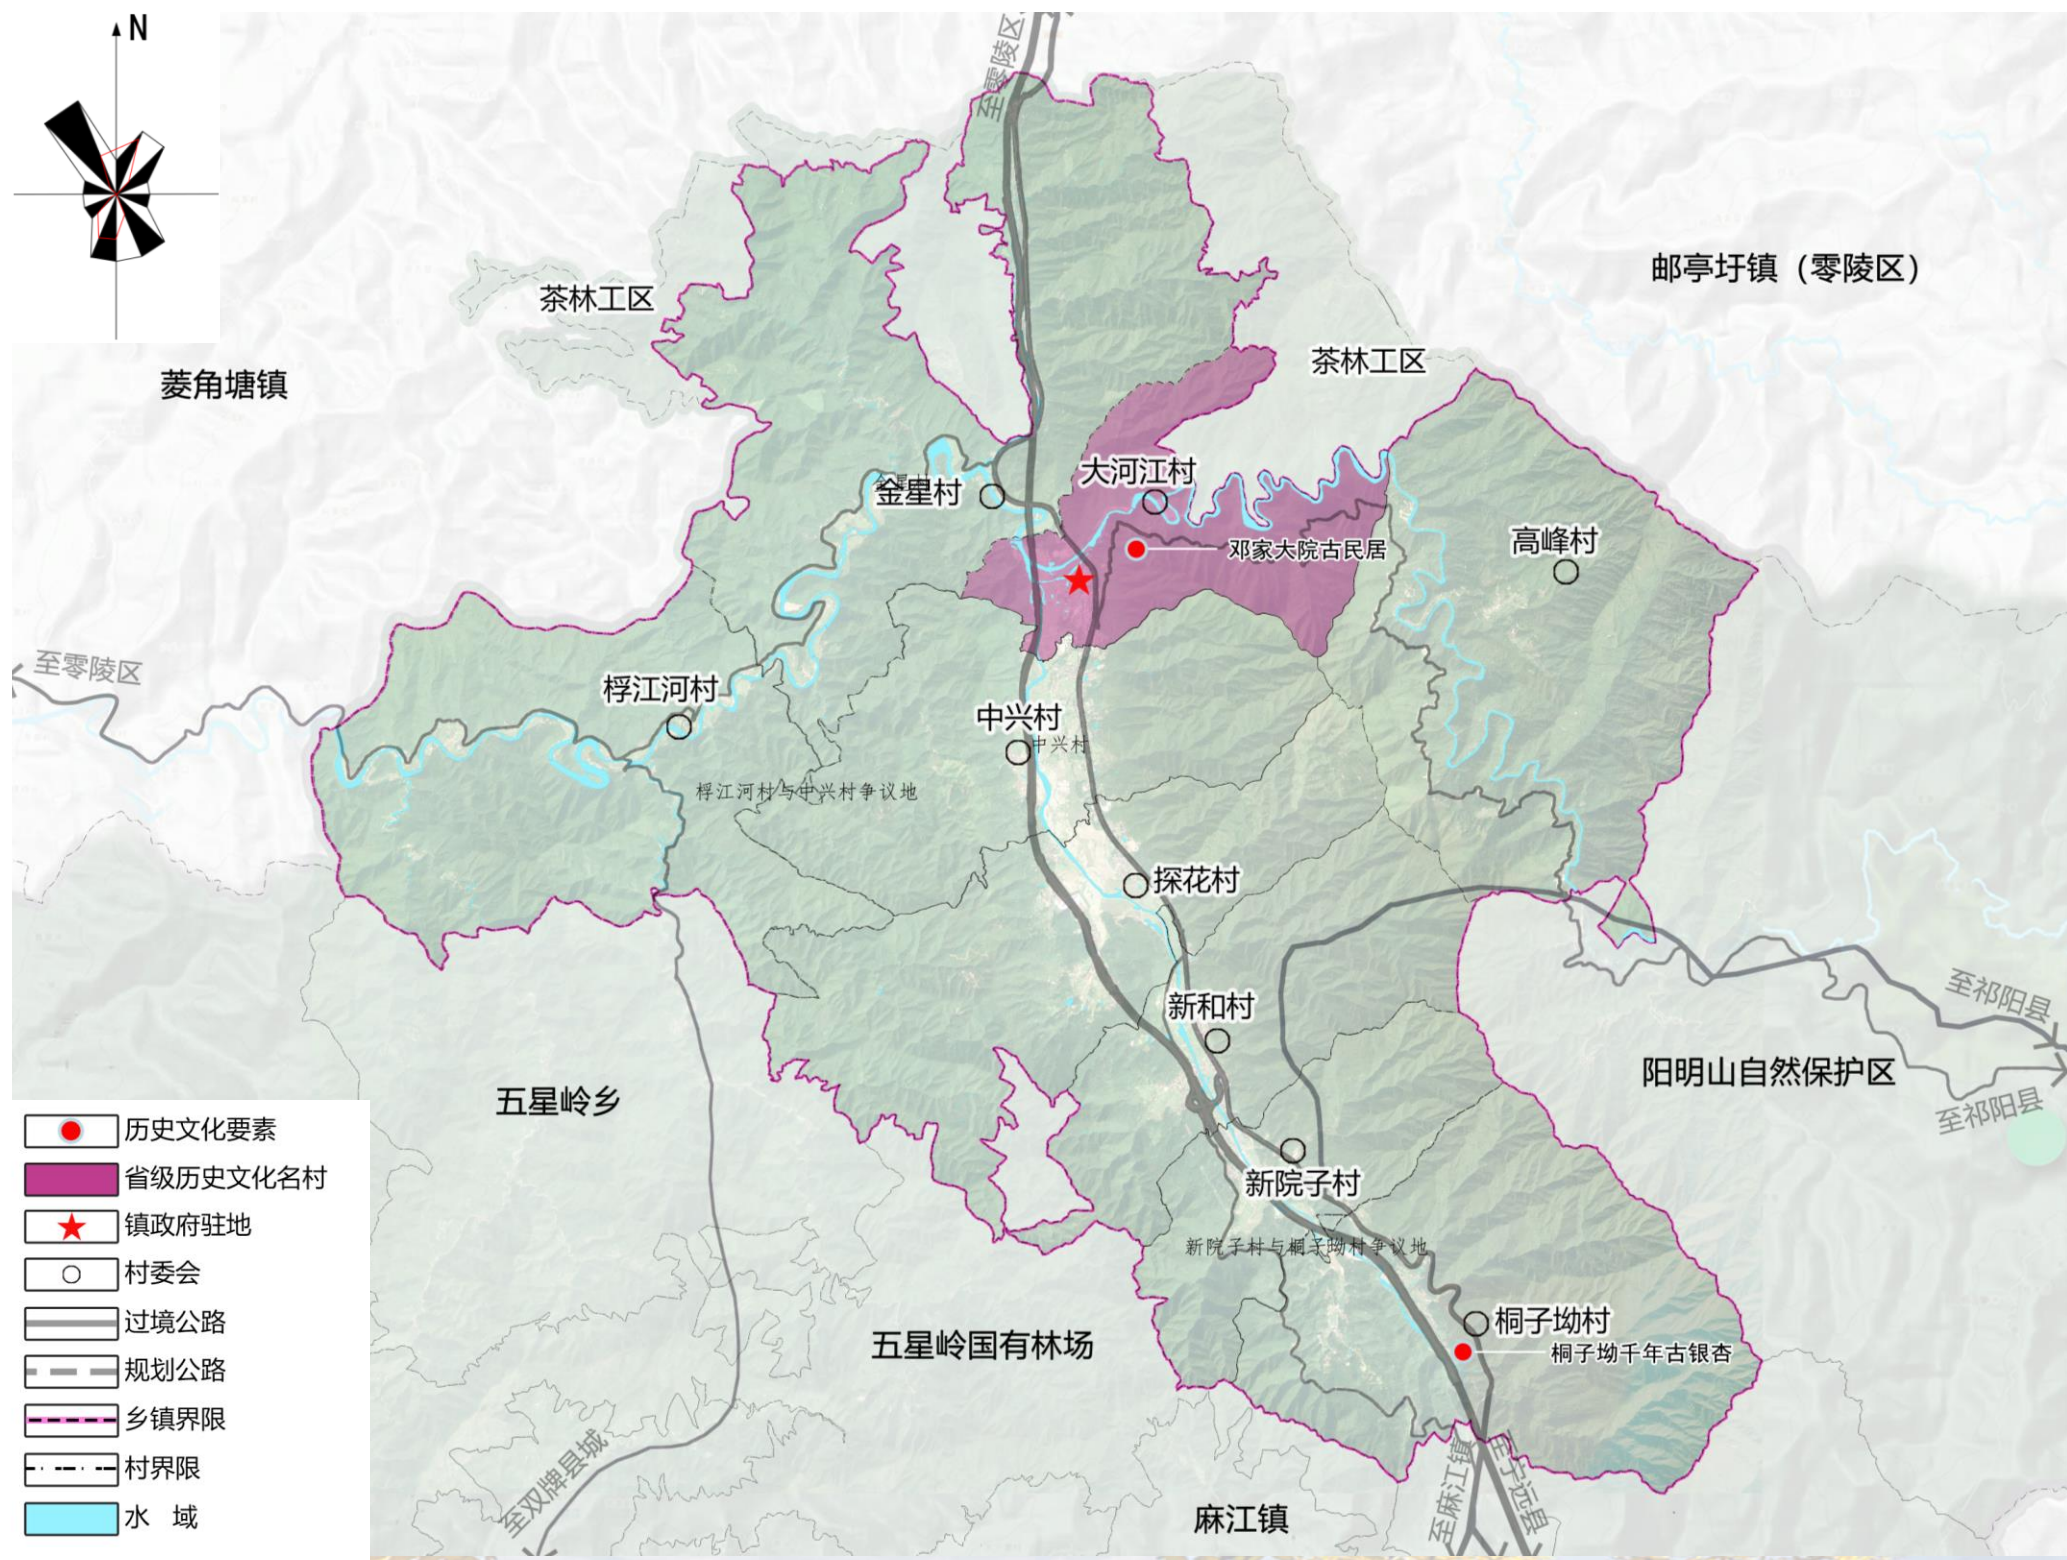 N
至零陵区
至零陵区
邮亭圩镇（零陵区）
茶林工区
茶林工区
菱角塘镇
大河江村
金星村
邓家大院古民居
高峰村
至零陵区
桴江河村
中兴村
中兴村
桴江河村与中兴村争议地
探花村
新和村
至祁阳县
阳明山自然保护区
至祁阳县
五星岭乡
新院子村
新院子村与桐子坳村争议地
桐子坳村
桐子坳千年古银杏
五星岭国有林场
至双牌县城
麻江镇
至麻江镇
至宁远县
历史文化要素
省级历史文化名村
镇政府驻地
村委会
过境公路
规划公路
乡镇界限
村界限
水 域